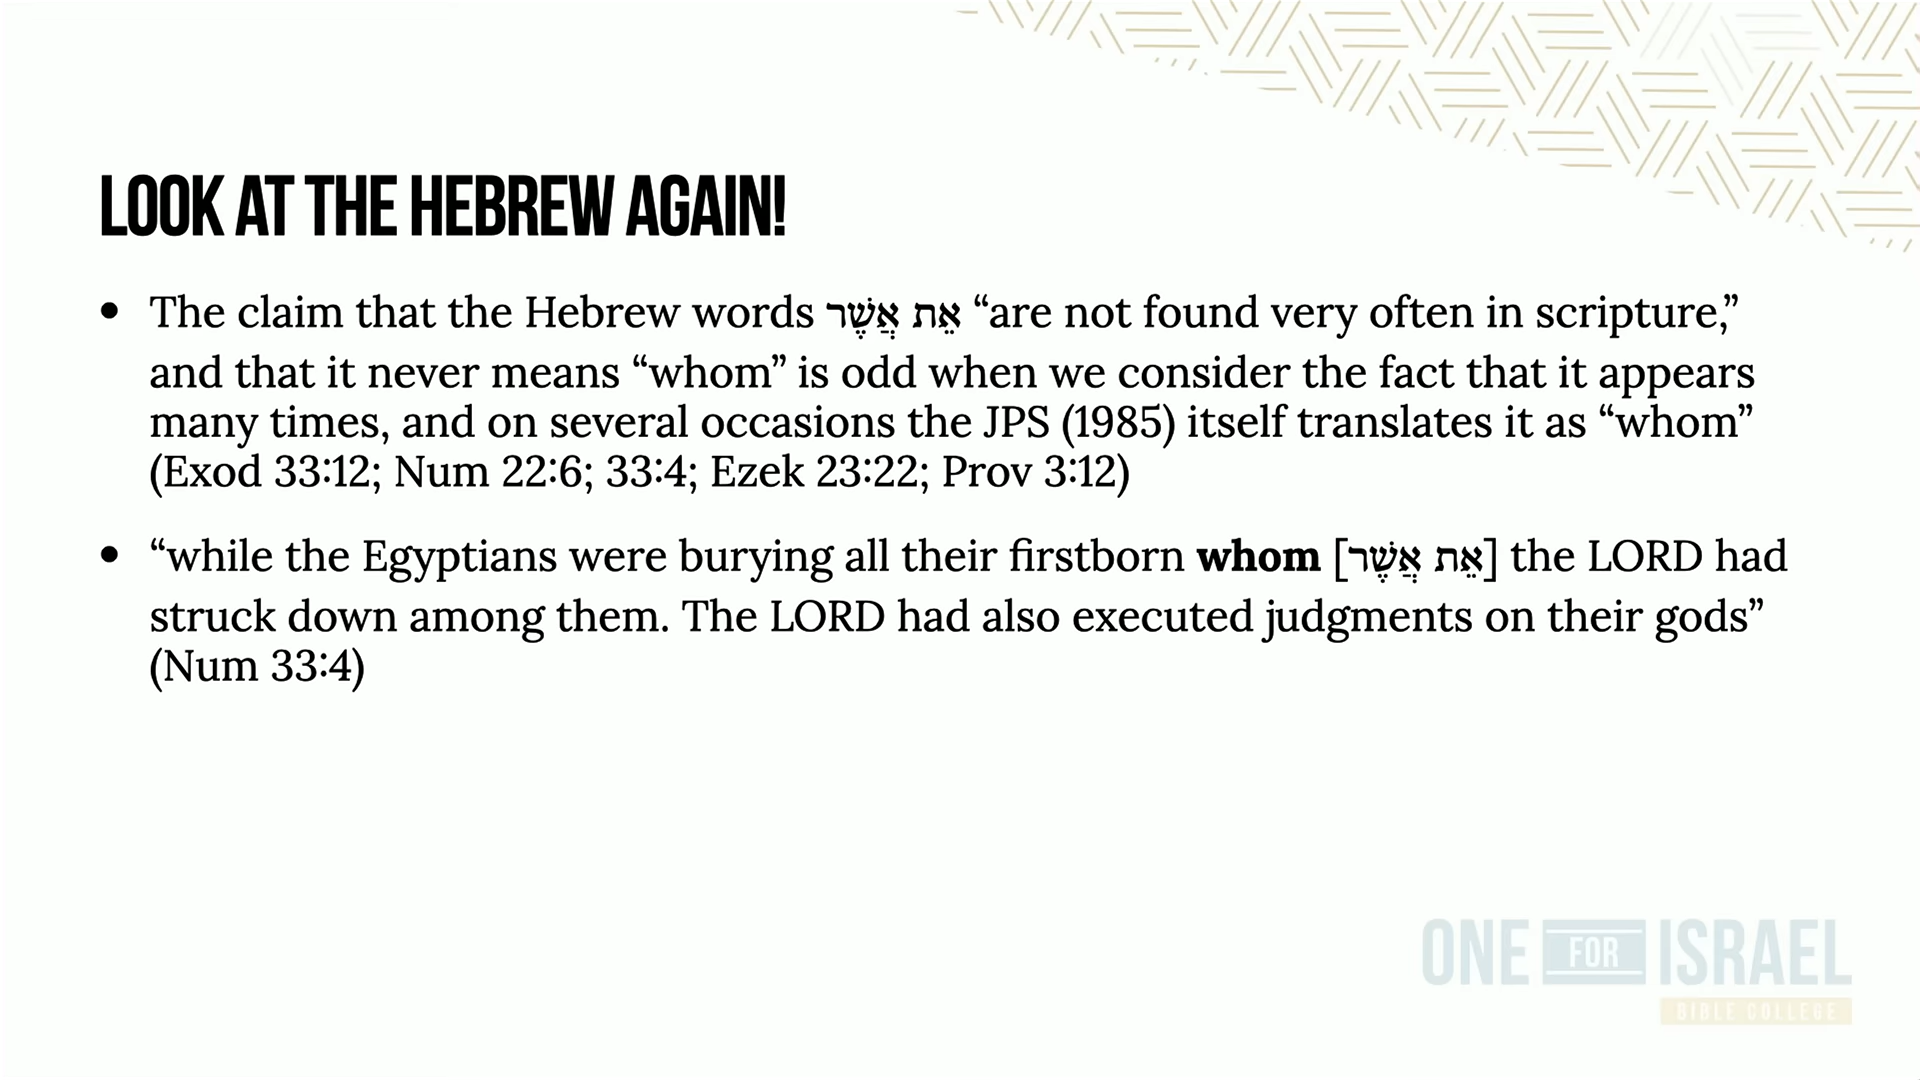 LOOK AT THE HEBREW AGAIN!
• The claim that the Hebrew words אֵת אֲשֶׁר “are not found very often in scripture,”
and that it never means “whom” is odd when we consider the fact that it appears
many times, and on several occasions the JPS (1985) itself translates it as “whom”
(Exod 33:12; Num 22:6; 33:4; Ezek 23:22; Prov 3:12)
• “while the Egyptians were burying all their firstborn whom [אֵת אֲשֶׁר] the LORD had
struck down among them. The LORD had also executed judgments on their gods”
(Num 33:4)
ONE FOR ISRAEL
BIBLE COLLEGE